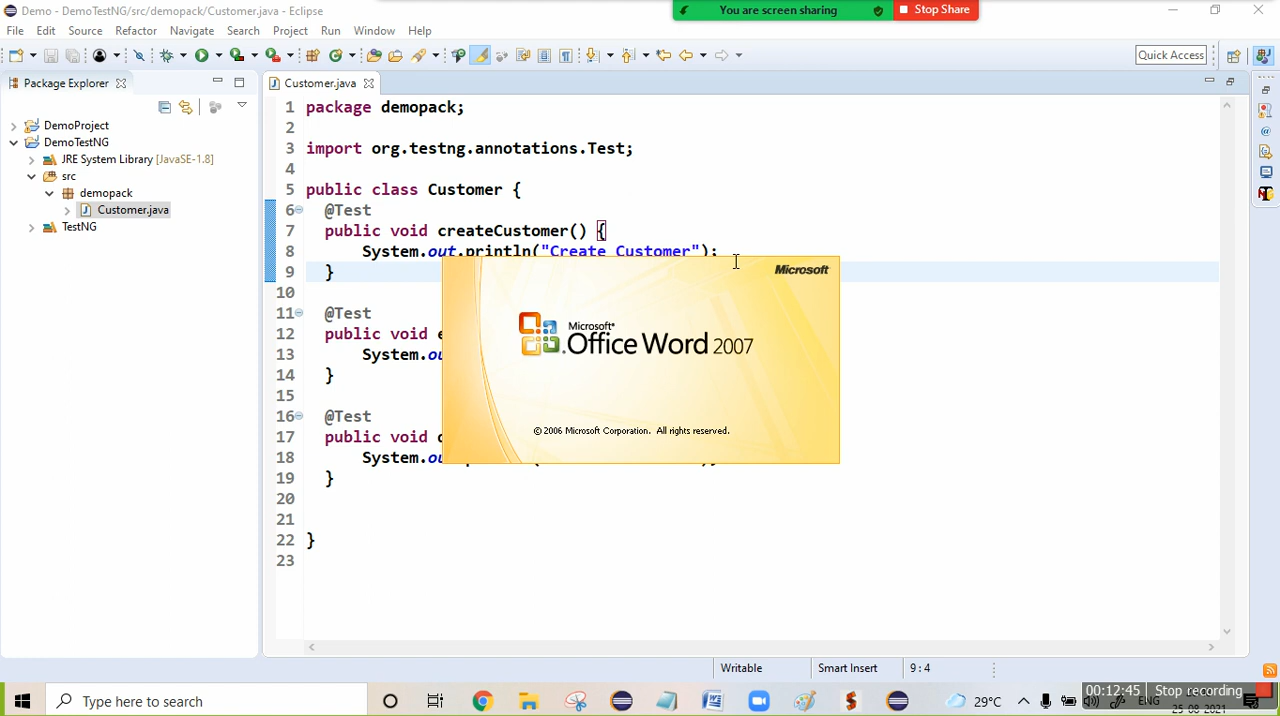 Demo - DemoTestNG/src/demopack/Customer.java - Eclipse
You are screen sharing
Stop Share
File Edit Source Refactor Navigate Search Project Run Window Help
Quick Access
Package Explorer
Customer.java
DemoProject
DemoTestNG
JRE System Library [JavaSE-1.8]
src
demopack
Customer.java
TestNG
1 package demopack;
2
3 import org.testng.annotations.Test;
4
5 public class Customer {
6 @Test
7 public void createCustomer() {
8 System.out.println("Create Customer");
9 }
10
11 @Test
12 public void
13 System.
14 }
15
16 @Test
17 public void
18 System.
19 }
20
21
22 }
23
Microsoft
Microsoft
Office Word 2007
© 2006 Microsoft Corporation. All rights reserved.
Writable Smart Insert 9 : 4
Type here to search
29°C
ENG
25-08-2021
00:12:45 Stop recording